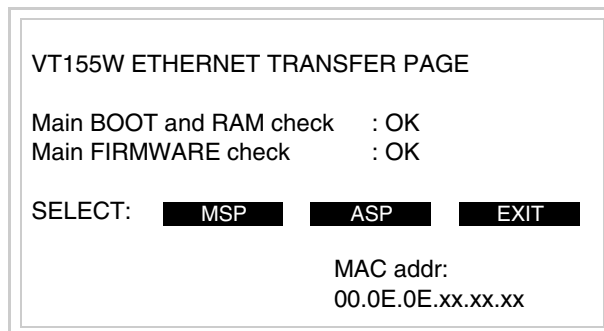 VT155W ETHERNET TRANSFER PAGE
Main BOOT and RAM check : OK
Main FIRMWARE check : OK
SELECT: MSP ASP EXIT
MAC addr:
00.0E.0E.xx.xx.xx